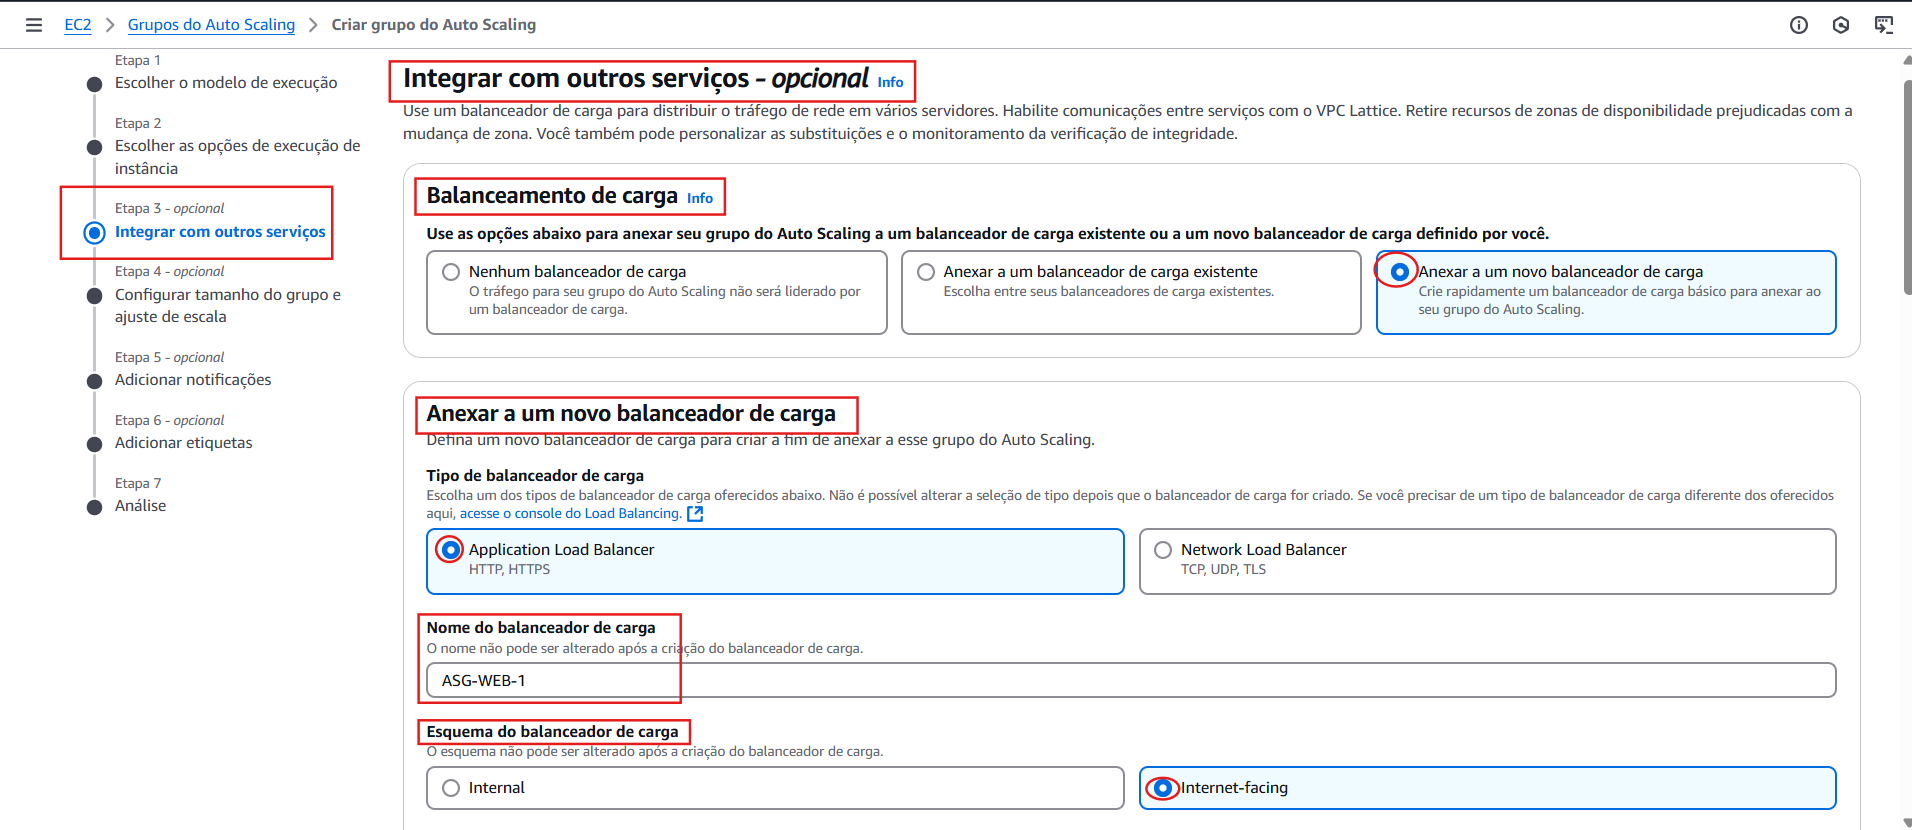 EC2 > Grupos do Auto Scaling > Criar grupo do Auto Scaling
Etapa 1
Escolher o modelo de execução
Etapa 2
Escolher as opções de execução de
instância
Etapa 3 - opcional
Integrar com outros serviços
Etapa 4 - opcional
Configurar tamanho do grupo e
ajuste de escala
Etapa 5 - opcional
Adicionar notificações
Etapa 6 - opcional
Adicionar etiquetas
Etapa 7
Análise
Integrar com outros serviços - opcional Info
Use um balanceador de carga para distribuir o tráfego de rede em vários servidores. Habilite comunicações entre serviços com o VPC Lattice. Retire recursos de zonas de disponibilidade prejudicadas com a
mudança de zona. Você também pode personalizar as substituições e o monitoramento da verificação de integridade.
Balanceamento de carga Info
Use as opções abaixo para anexar seu grupo do Auto Scaling a um balanceador de carga existente ou a um novo balanceador de carga definido por você.
Nenhum balanceador de carga
O tráfego para seu grupo do Auto Scaling não será liderado por
um balanceador de carga.
Anexar a um balanceador de carga existente
Escolha entre seus balanceadores de carga existentes.
Anexar a um novo balanceador de carga
Crie rapidamente um balanceador de carga básico para anexar ao
seu grupo do Auto Scaling.
Anexar a um novo balanceador de carga
Defina um novo balanceador de carga para criar a fim de anexar a esse grupo do Auto Scaling.
Tipo de balanceador de carga
Escolha um dos tipos de balanceador de carga oferecidos abaixo. Não é possível alterar a seleção de tipo depois que o balanceador de carga for criado. Se você precisar de um tipo de balanceador de carga diferente dos oferecidos
aqui, acesse o console do Load Balancing.
Application Load Balancer
HTTP, HTTPS
Network Load Balancer
TCP, UDP, TLS
Nome do balanceador de carga
O nome não pode ser alterado após a criação do balanceador de carga.
ASG-WEB-1
Esquema do balanceador de carga
O esquema não pode ser alterado após a criação do balanceador de carga.
Internal
Internet-facing